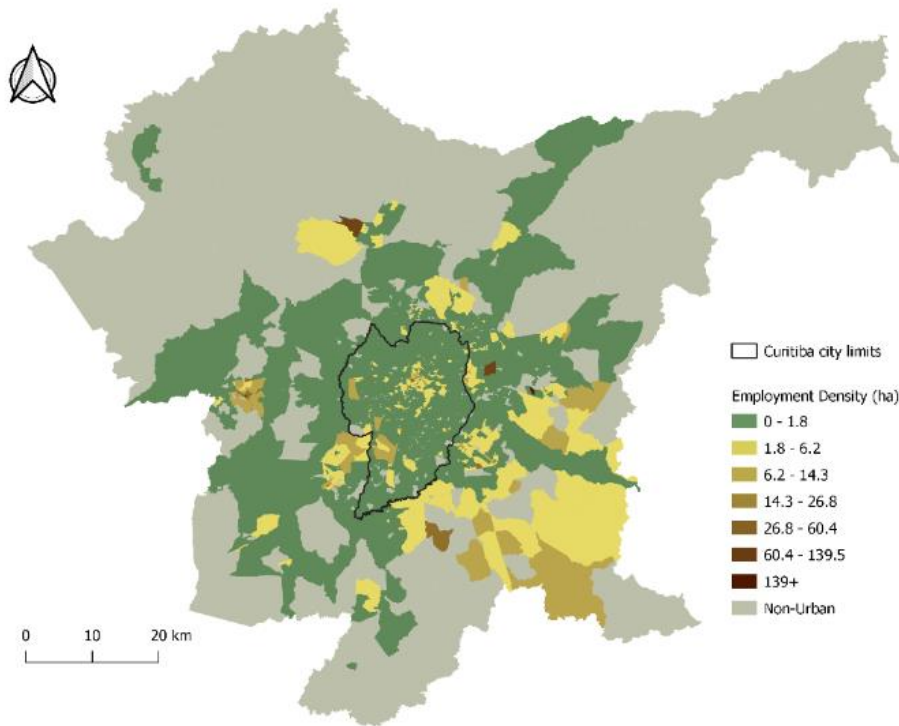 Curitiba city limits
Employment Density (ha)
0 - 1.8
1.8 - 6.2
6.2 - 14.3
14.3 - 26.8
26.8 - 60.4
60.4 - 139.5
139+
Non-Urban
0 10 20 km